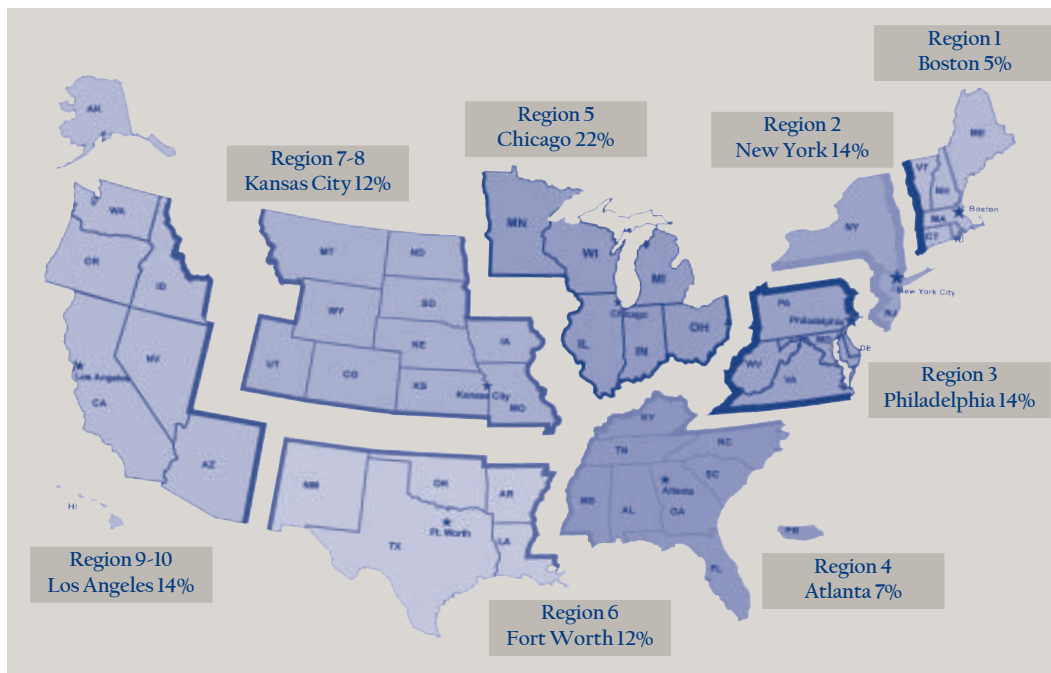 Region 1
Boston 5%
Region 5
Chicago 22%
Region 2
New York 14%
Region 7-8
Kansas City 12%
AK
ME
VT
NH
MA
Boston
CT
RI
NY
New York City
NJ
WA
OR
ID
MT
ND
MN
WI
MI
SD
WY
Chicago
IL
IN
OH
PA
Philadelphia
MD
DE
WV
VA
IA
NE
NV
UT
CO
KS
Kansas City
MO
Los Angeles
CA
Region 3
Philadelphia 14%
KY
TN
NC
SC
AZ
NM
OK
AR
MS
AL
Atlanta
GA
HI
Ft. Worth
TX
LA
PR
FL
Region 9-10
Los Angeles 14%
Region 4
Atlanta 7%
Region 6
Fort Worth 12%